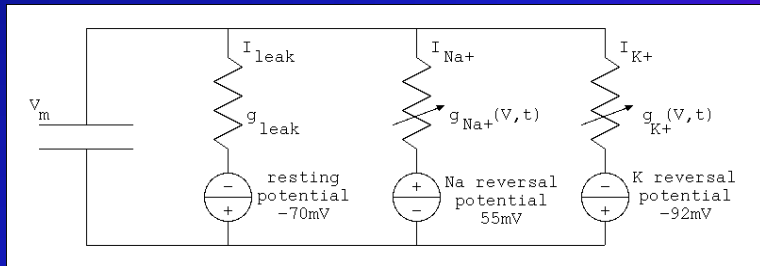 I leak
I Na+
I K+
V m
g leak
g Na+ (V,t)
g K+ (V,t)
- + resting potential -70mV
+ - Na reversal potential 55mV
- + K reversal potential -92mV